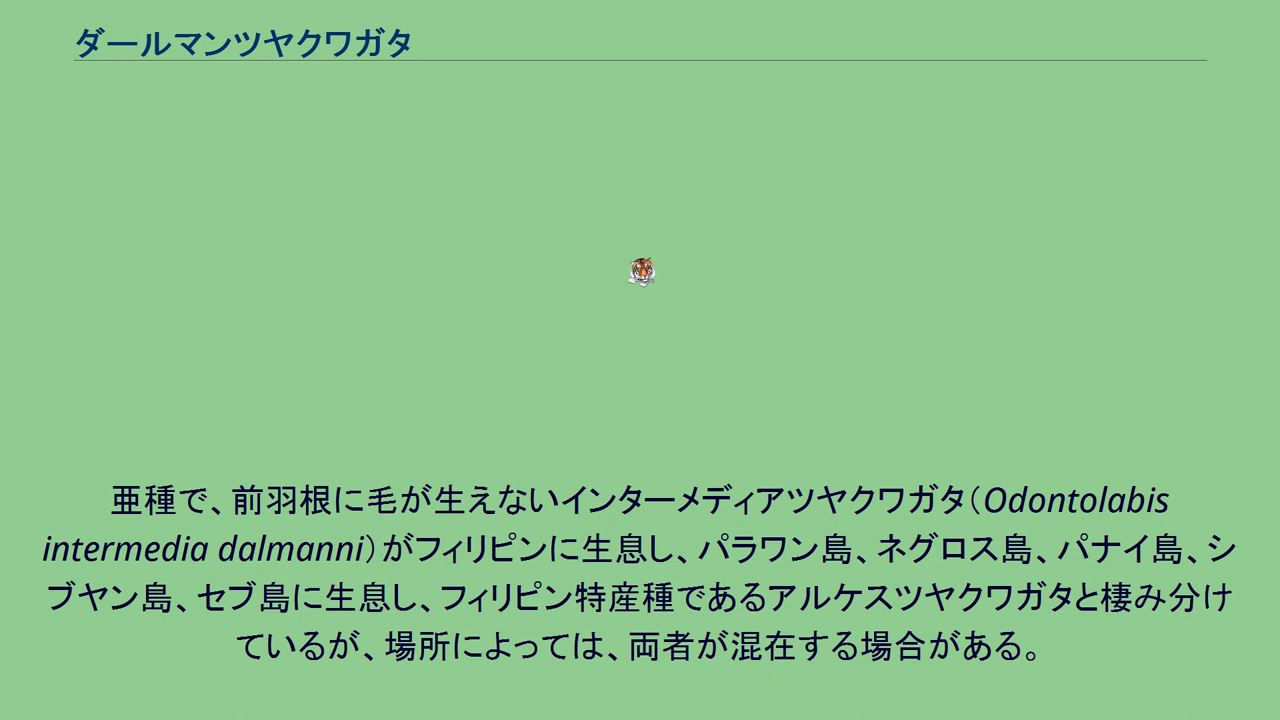 ダールマンツヤクワガタ
亜種で、前羽根に毛が生えないインターメディアツヤクワガタ（Odontolabis
intermedia dalmanni）がフィリピンに生息し、パラワン島、ネグロス島、パナイ島、シ
ブヤン島、セブ島に生息し、フィリピン特産種であるアルケスツヤクワガタと棲み分け
ているが、場所によっては、両者が混在する場合がある。